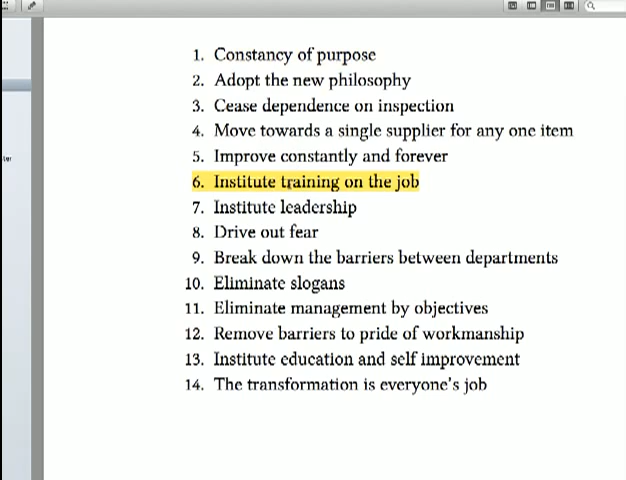 1. Constancy of purpose
2. Adopt the new philosophy
3. Cease dependence on inspection
4. Move towards a single supplier for any one item
5. Improve constantly and forever
6. Institute training on the job
7. Institute leadership
8. Drive out fear
9. Break down the barriers between departments
10. Eliminate slogans
11. Eliminate management by objectives
12. Remove barriers to pride of workmanship
13. Institute education and self improvement
14. The transformation is everyone's job